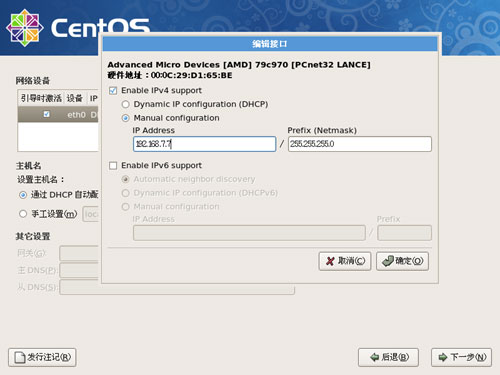 CentOS
编辑接口
Advanced Micro Devices [AMD] 79c970 [PCnet32 LANCE]
硬件地址：00:0C:29:D1:65:BE
Enable IPv4 support
Dynamic IP configuration (DHCP)
Manual configuration
IP Address
Prefix (Netmask)
192.168.7.7
/
255.255.255.0
Enable IPv6 support
Automatic neighbor discovery
Dynamic IP configuration (DHCPv6)
Manual configuration
IP Address
Prefix
/
取消(C)
确定(O)
网络设备
引导时激活 设备 IP
eth0 D
主机名
设置主机名：
通过 DHCP 自动配
手工设置(m)
loca
其它设置
网关(G):
主 DNS(P):
从 DNS(S):
发行注记(R)
后退(B)
下一步(N)